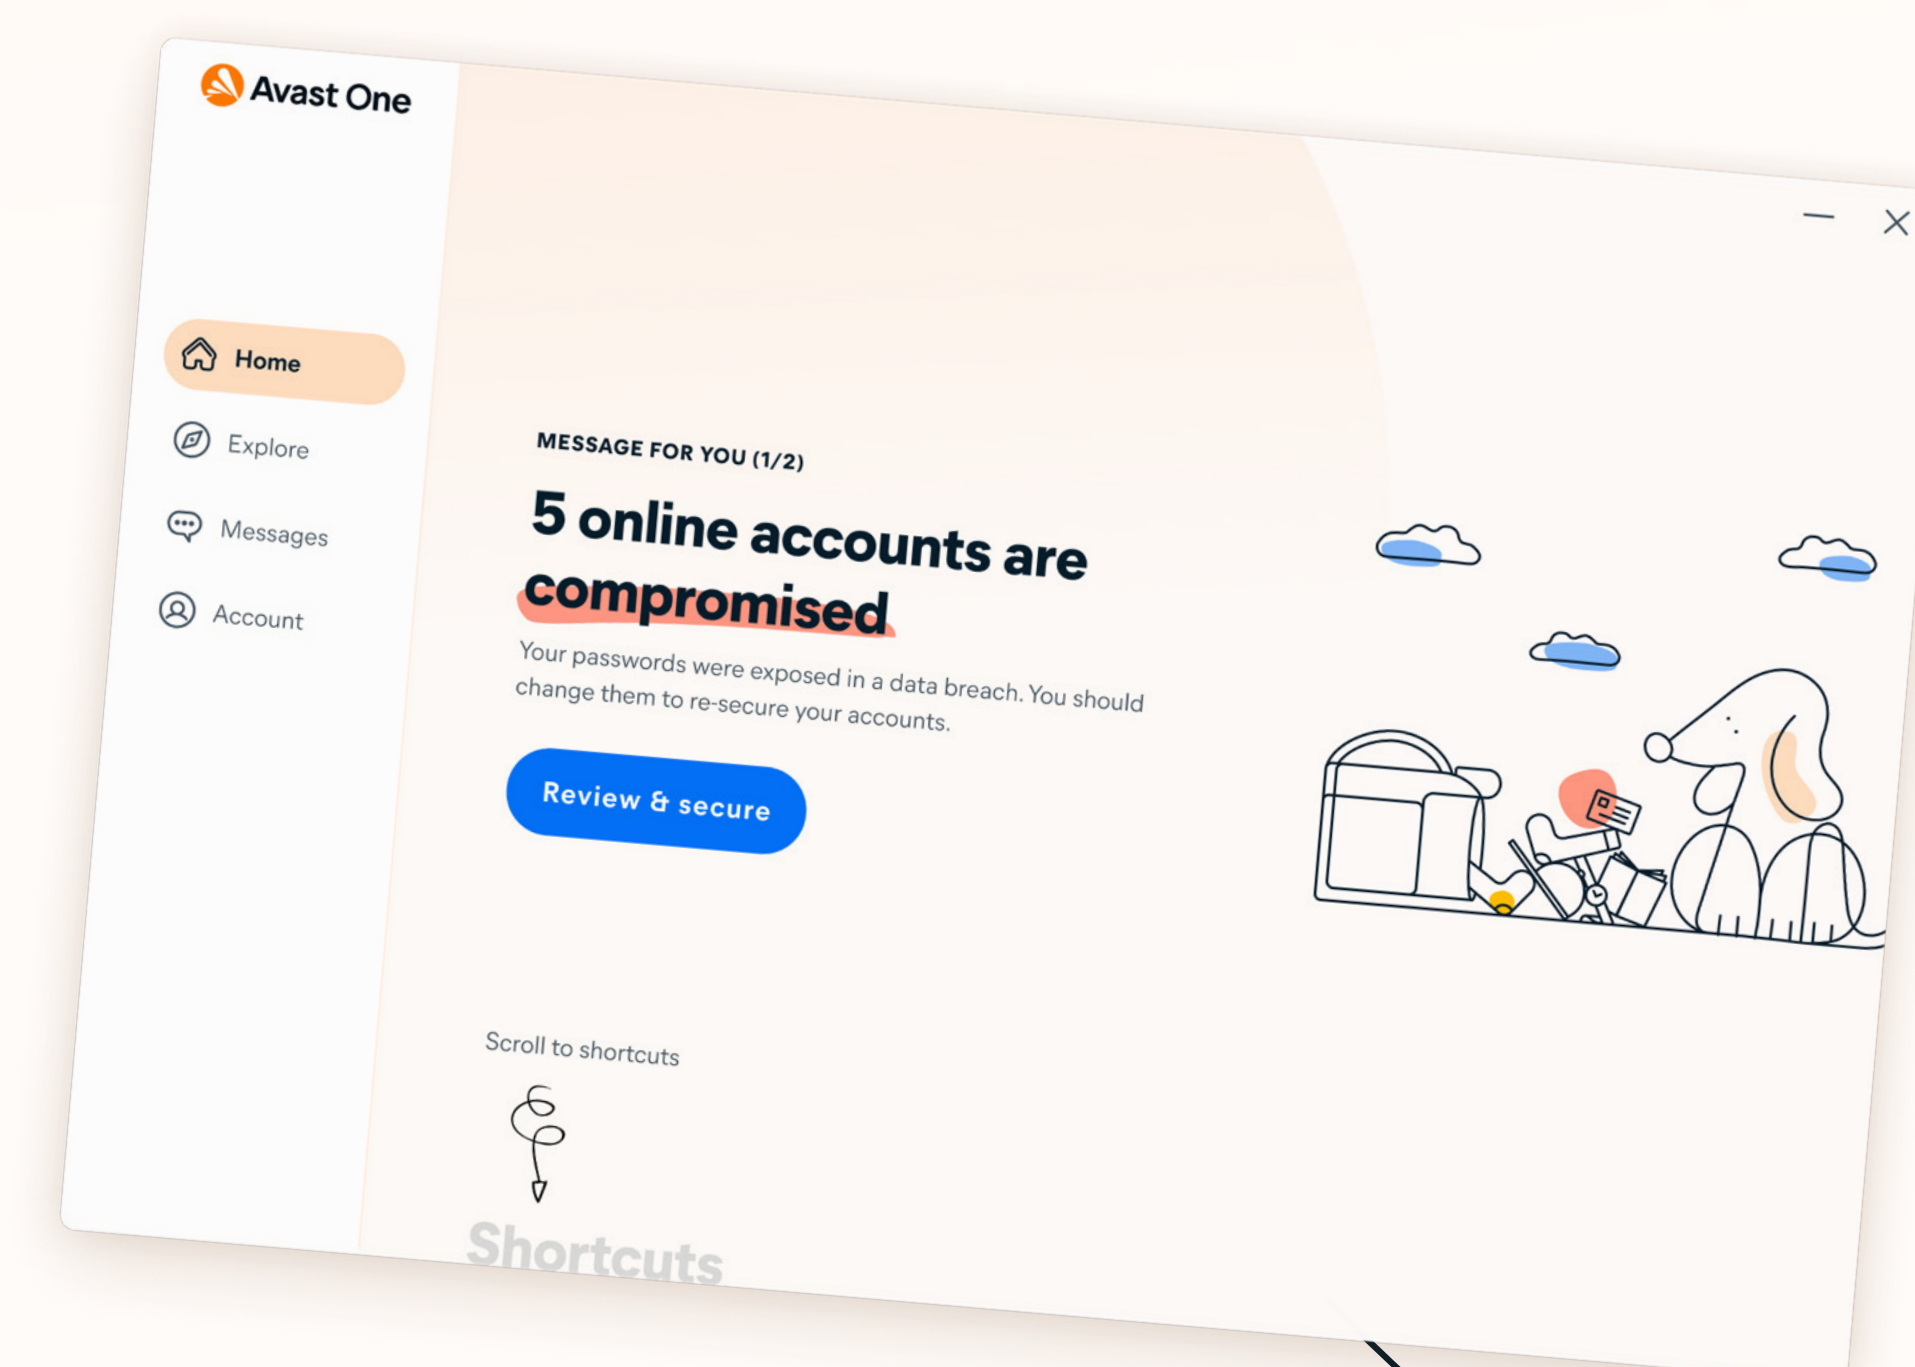 Avast One
Home
Explore
Messages
Account
MESSAGE FOR YOU (1/2)
5 online accounts are
compromised
Your passwords were exposed in a data breach. You should
change them to re-secure your accounts.
Review & secure
Scroll to shortcuts
Shortcuts